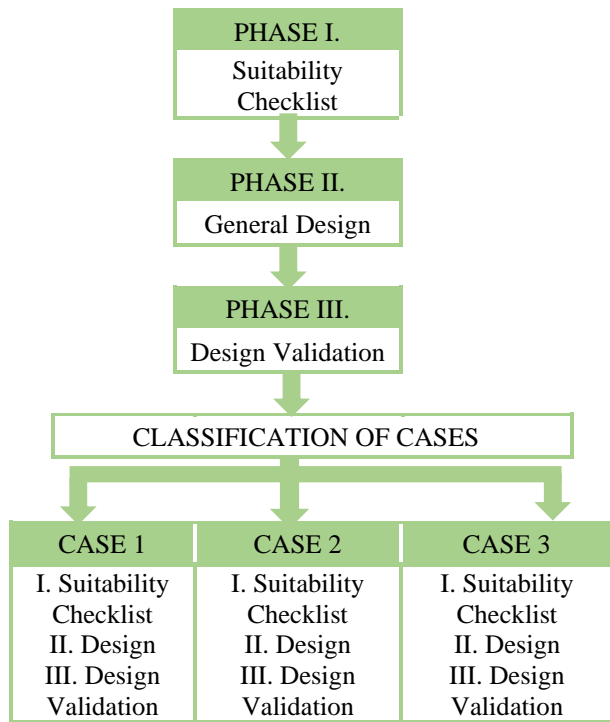 PHASE I.
Suitability
Checklist
PHASE II.
General Design
PHASE III.
Design Validation
CLASSIFICATION OF CASES
CASE 1
I. Suitability
Checklist
II. Design
III. Design
Validation
CASE 2
I. Suitability
Checklist
II. Design
III. Design
Validation
CASE 3
I. Suitability
Checklist
II. Design
III. Design
Validation